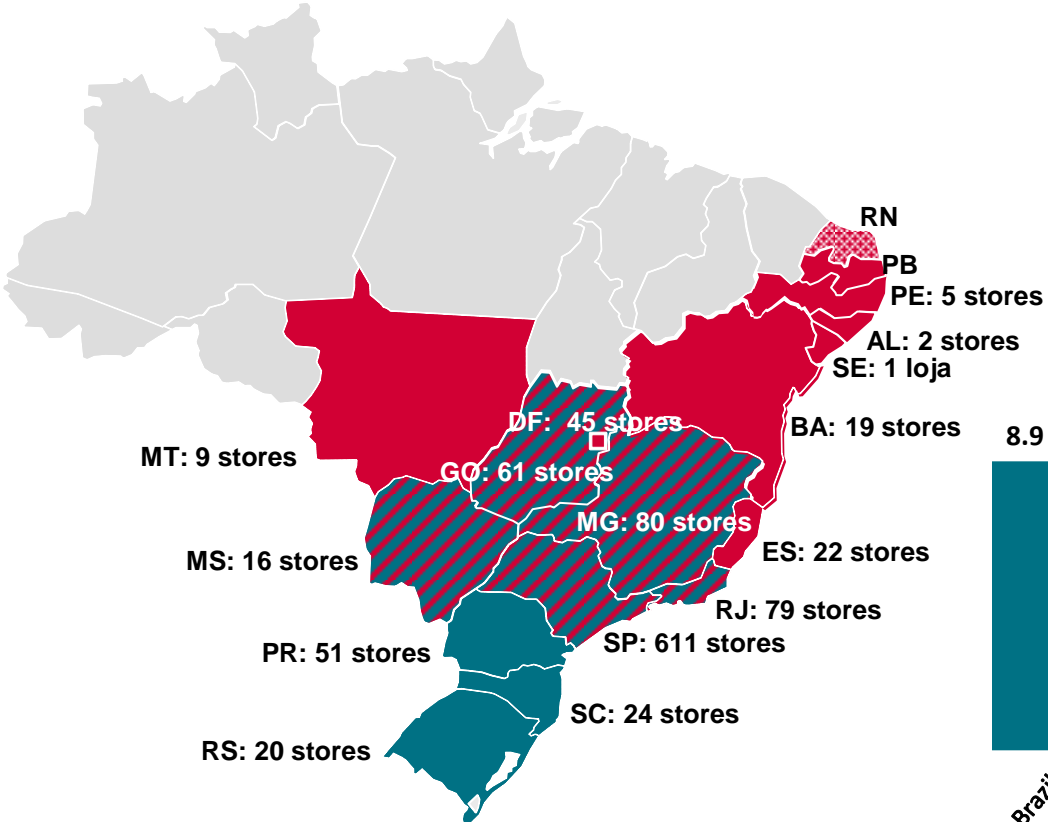 RN
PB
PE: 5 stores
AL: 2 stores
SE: 1 loja
DF:  45 stores
BA: 19 stores
8.9
MT: 9 stores
GO: 61 stores
MG: 80 stores
MS: 16 stores
ES: 22 stores
RJ: 79 stores
SP: 611 stores
PR: 51 stores
SC: 24 stores
RS: 20 stores
Brazil